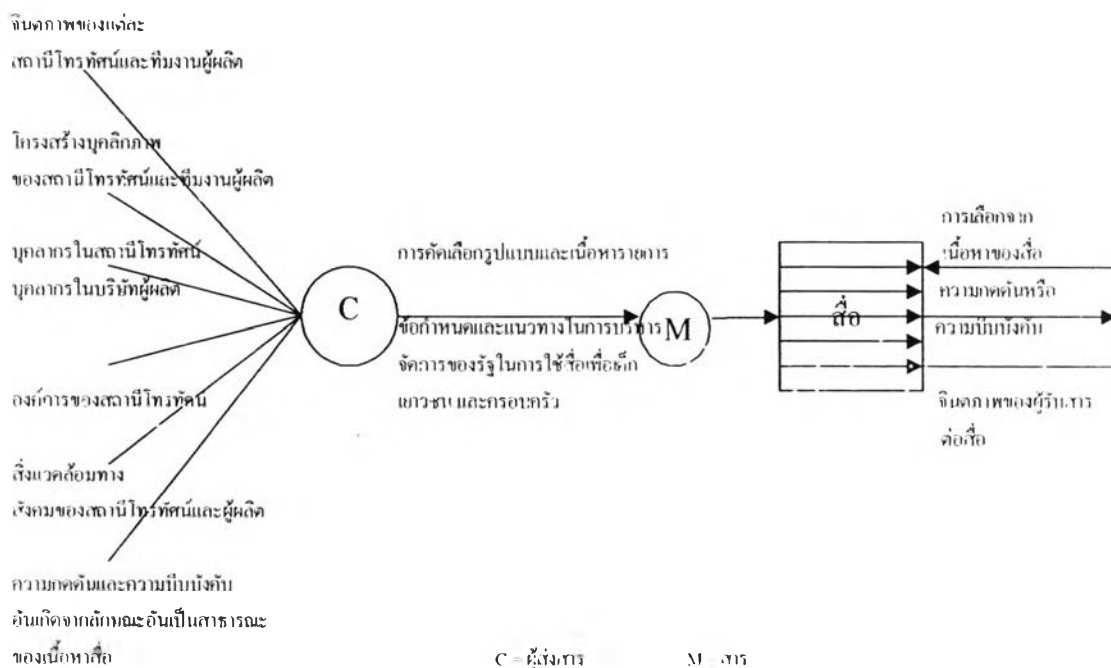 จินตภาพของแต่ละ
สถานีโทรทัศน์และทีมงานผู้ผลิต
โครงสร้างบุคลิกภาพ
ของสถานีโทรทัศน์และทีมงานผู้ผลิต
บุคลากรในสถานีโทรทัศน์
บุคลากรในบริษัทผู้ผลิต
องค์การของสถานีโทรทัศน์
สิ่งแวดล้อมทาง
สังคมของสถานีโทรทัศน์และผู้ผลิต
ความกดดันและความบีบบังคับ
อันเกิดจากลักษณะอันเป็นสาธารณะ
ของเนื้อหาสื่อ
C
การคัดเลือกรูปแบบและเนื้อหารายการ
ข้อกำหนดและแนวทางในการบริหาร
จัดการของรัฐในการใช้สื่อเพื่อเด็ก
เยาวชน และครอบครัว
M
สื่อ
การเลือกจาก
เนื้อหาของสื่อ
ความกดดันหรือ
ความบีบบังคับ
จินตภาพของผู้รับสาร
ต่อสื่อ
C = ผู้ส่งสาร M = สาร